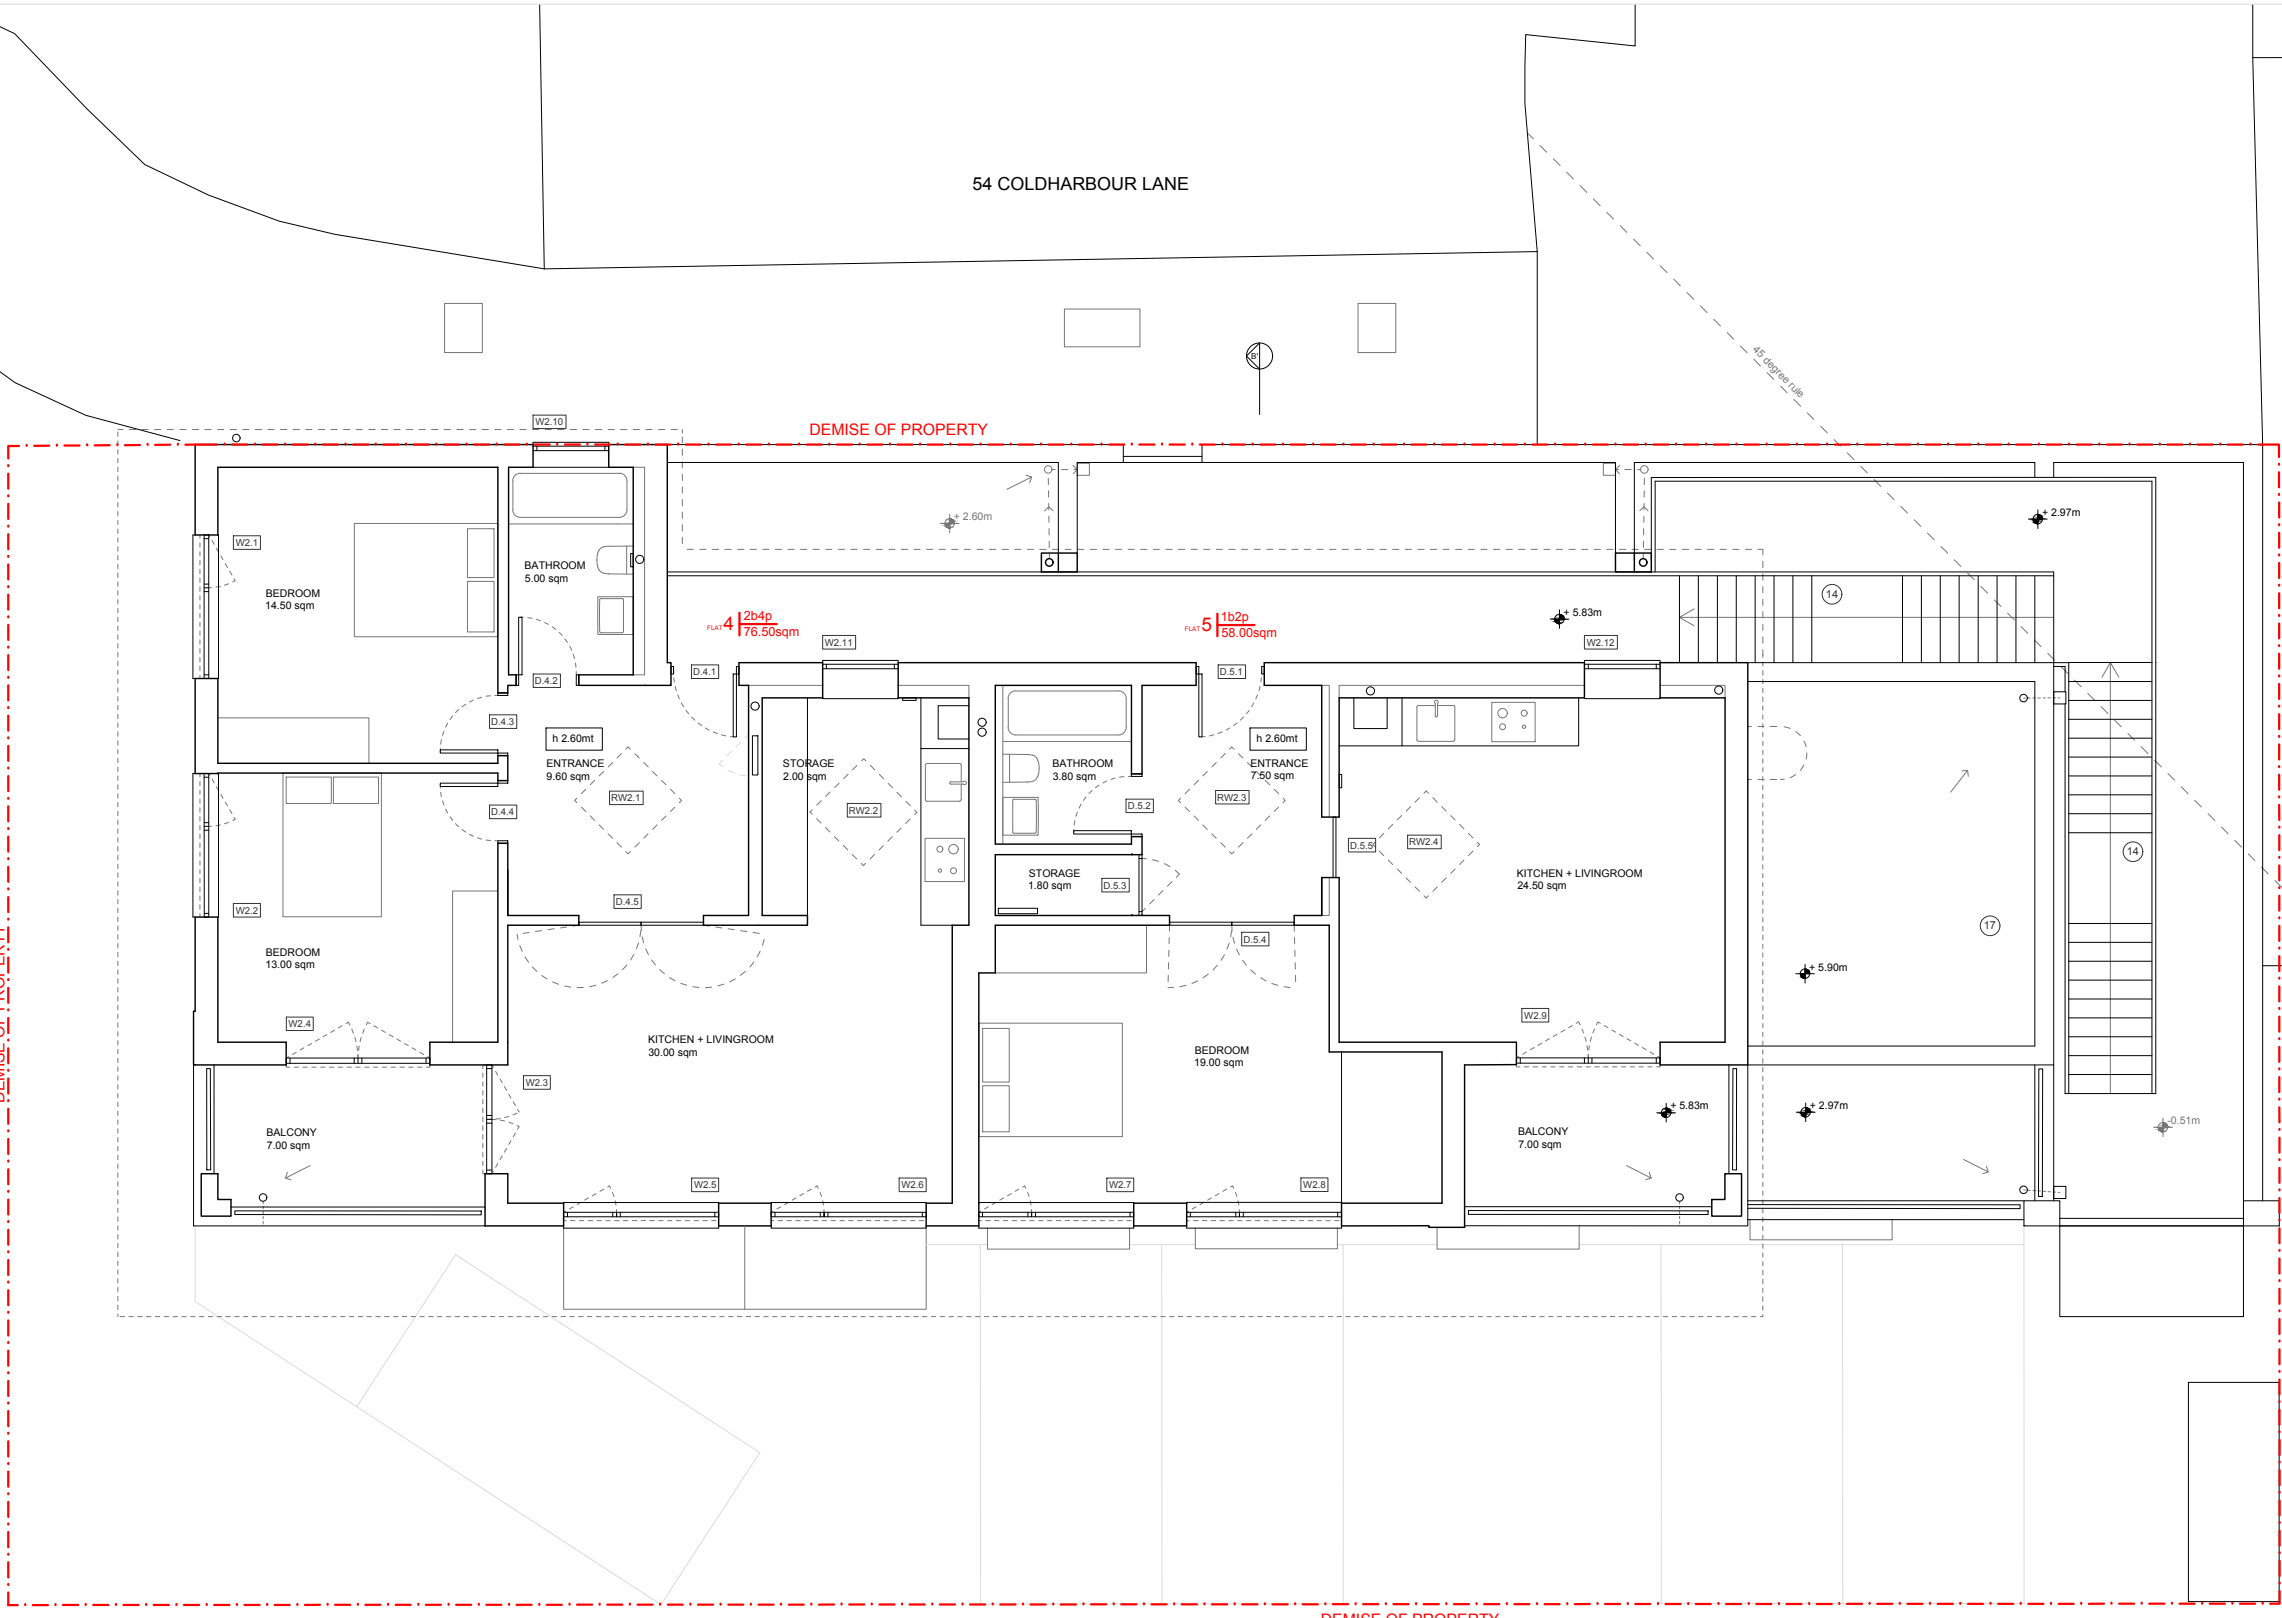 54 COLDHARBOUR LANE
45 degree rule
B'
W2.10
DEMISE OF PROPERTY
+ 2.60m
+ 2.97m
W2.1
BATHROOM
5.00 sqm
BEDROOM
14.50 sqm
14
FLAT 4 2b4p
76.50sqm
FLAT 5 1b2p
58.00sqm
+ 5.83m
W2.11
W2.12
D.4.2
D.4.1
D.5.1
D.4.3
h 2.60mt
h 2.60mt
ENTRANCE
9.60 sqm
STORAGE
2.00 sqm
BATHROOM
3.80 sqm
ENTRANCE
7.50 sqm
RW2.1
RW2.2
RW2.3
D.4.4
D.5.2
D.5.5
RW2.4
14
STORAGE
1.80 sqm
D.5.3
KITCHEN + LIVINGROOM
24.50 sqm
D.4.5
W2.2
17
D.5.4
BEDROOM
13.00 sqm
+ 5.90m
DEMISE OF PROPERTY
W2.4
W2.9
KITCHEN + LIVINGROOM
30.00 sqm
BEDROOM
19.00 sqm
W2.3
+ 5.83m
+ 2.97m
-0.51m
BALCONY
7.00 sqm
BALCONY
7.00 sqm
W2.5
W2.6
W2.7
W2.8
DEMISE OF PROPERTY